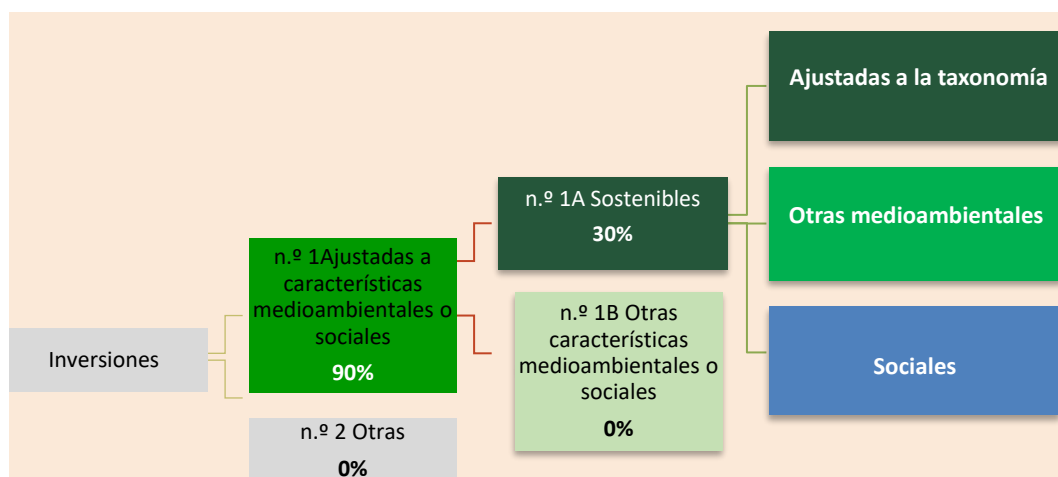 Inversiones
n.º 1Ajustadas a
características
medioambientales o
sociales
90%
n.º 2 Otras
0%
n.º 1A Sostenibles
30%
n.º 1B Otras
características
medioambientales o
sociales
0%
Ajustadas a la taxonomía
Otras medioambientales
Sociales